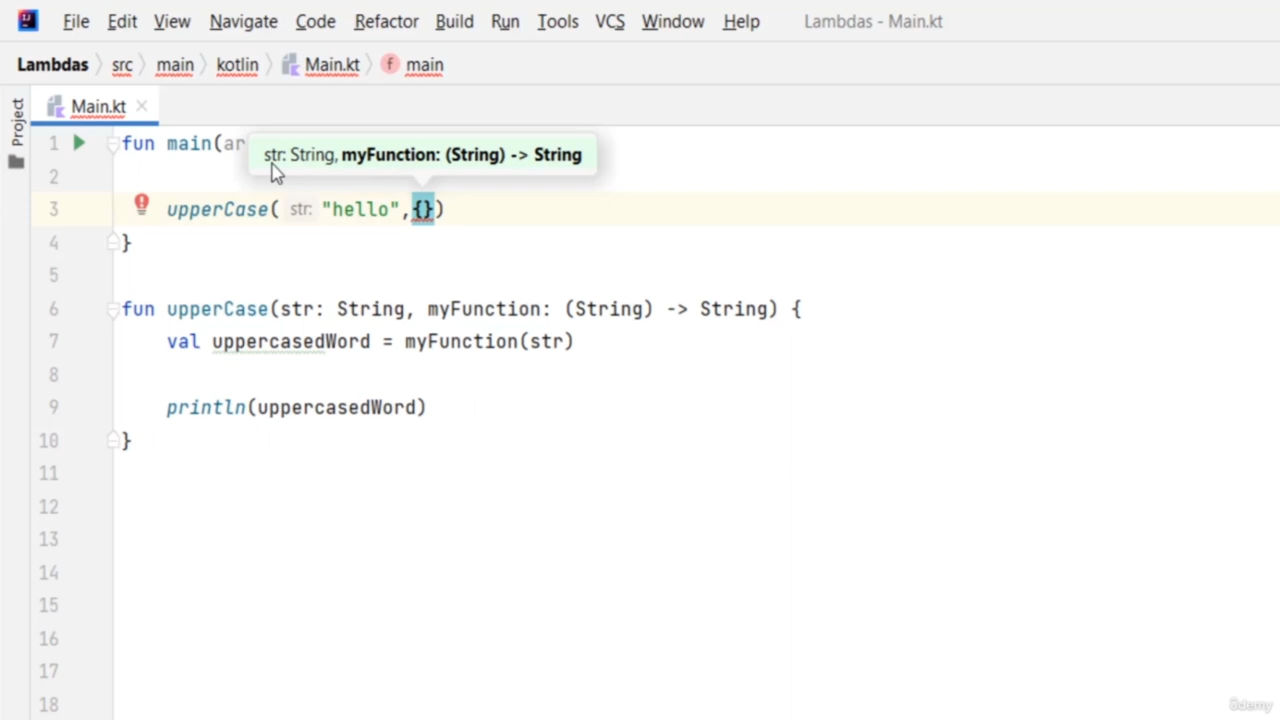 File Edit View Navigate Code Refactor Build Run Tools VCS Window Help Lambdas - Main.kt
Lambdas src main kotlin Main.kt f main
Project
Main.kt
1 fun main(ar
str: String, myFunction: (String) -> String
2
3 upperCase( str: "hello",{})
4 }
5
6 fun upperCase(str: String, myFunction: (String) -> String) {
7 val uppercasedWord = myFunction(str)
8
9 println(uppercasedWord)
10 }
11
12
13
14
15
16
17
18
ûdemy